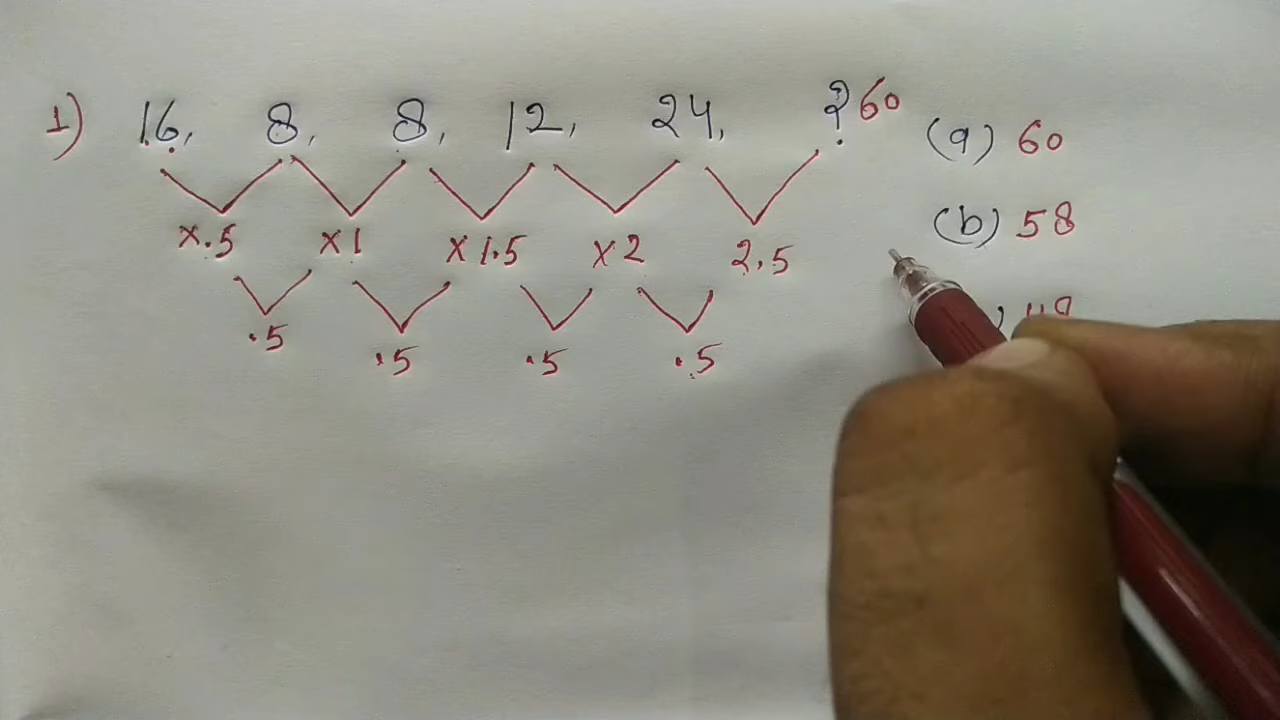 1) 16, 8, 8, 12, 24, ? 60
(a) 60
x.5 x1 x1.5 x2 2.5
(b) 58
.5 .5 .5 .5
) 48